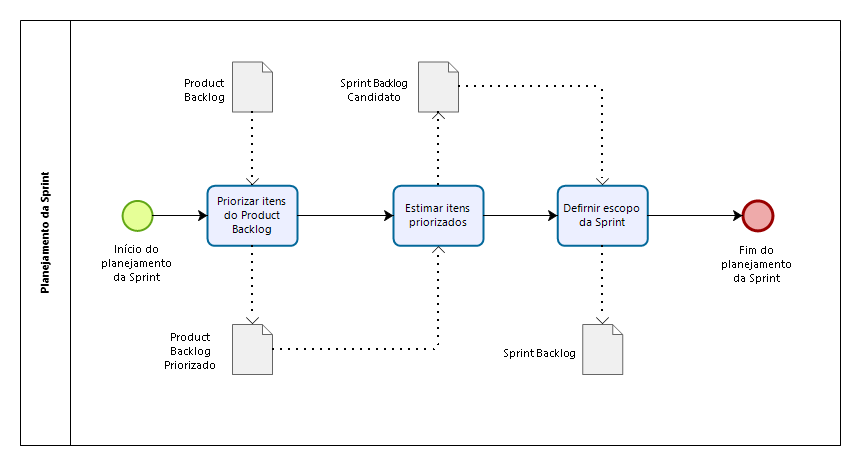 Planejamento da Sprint
Product
Backlog
Sprint Backlog
Candidato
Priorizar itens
do Product
Backlog
Estimar itens
priorizados
Defirnir escopo
da Sprint
Início do
planejamento
da Sprint
Fim do
planejamento
da Sprint
Product
Backlog
Priorizado
Sprint Backlog